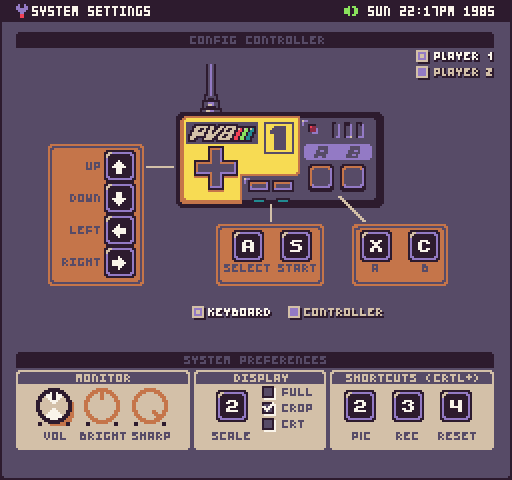 SYSTEM SETTINGS
SUN 22:17PM 1985
CONFIG CONTROLLER
PLAYER 1
PLAYER 2
PV8 1
A B
UP
DOWN
LEFT
RIGHT
A S
SELECT START
X C
A B
KEYBOARD CONTROLLER
SYSTEM PREFERENCES
MONITOR
VOL BRIGHT SHARP
DISPLAY
2
SCALE
FULL
CROP
CRT
SHORTCUTS (CRTL+)
2 3 4
PIC REC RESET